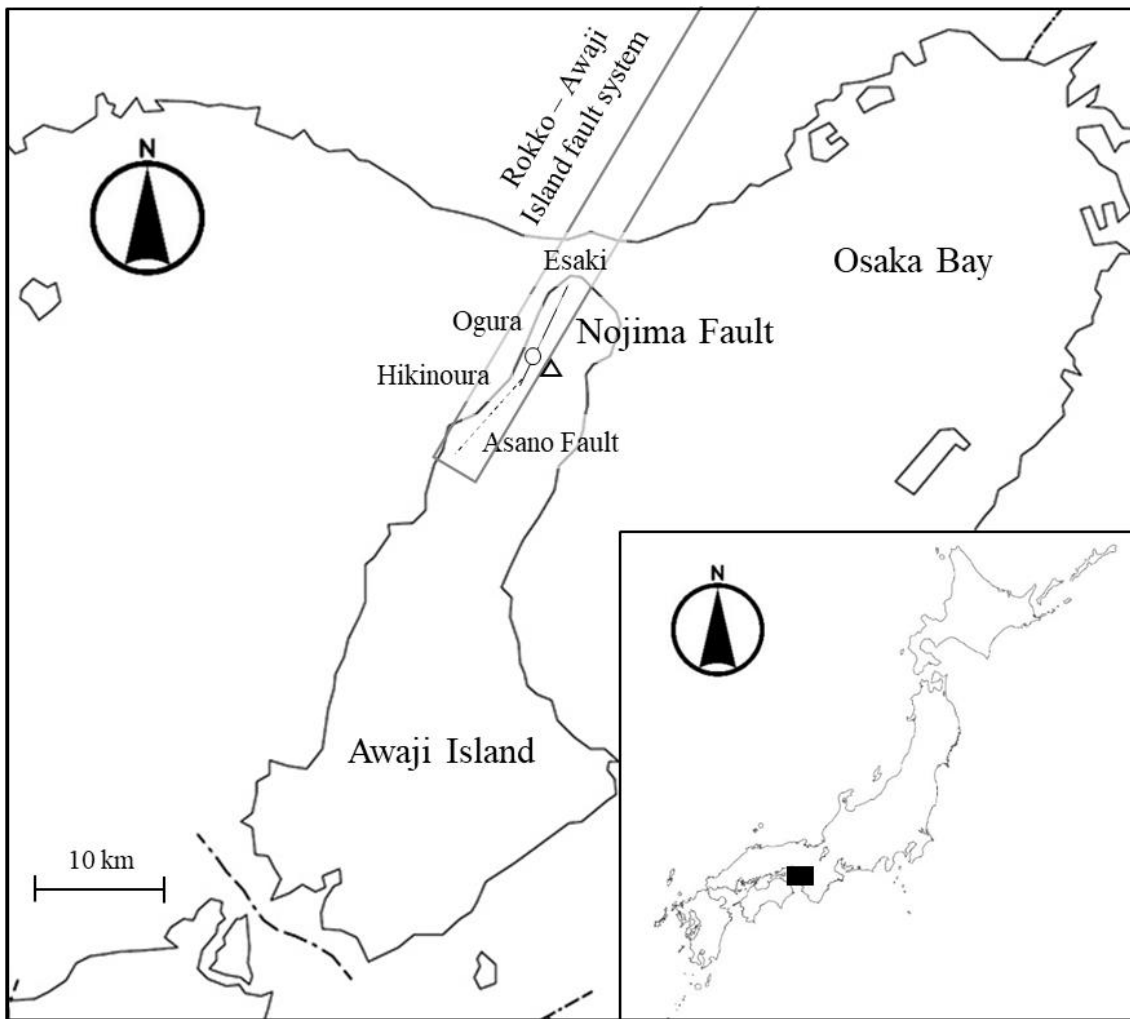 Rokko – Awaji
Island fault system
N
Esaki
Osaka Bay
Ogura
Nojima Fault
Hikinoura
Asano Fault
N
Awaji Island
10 km